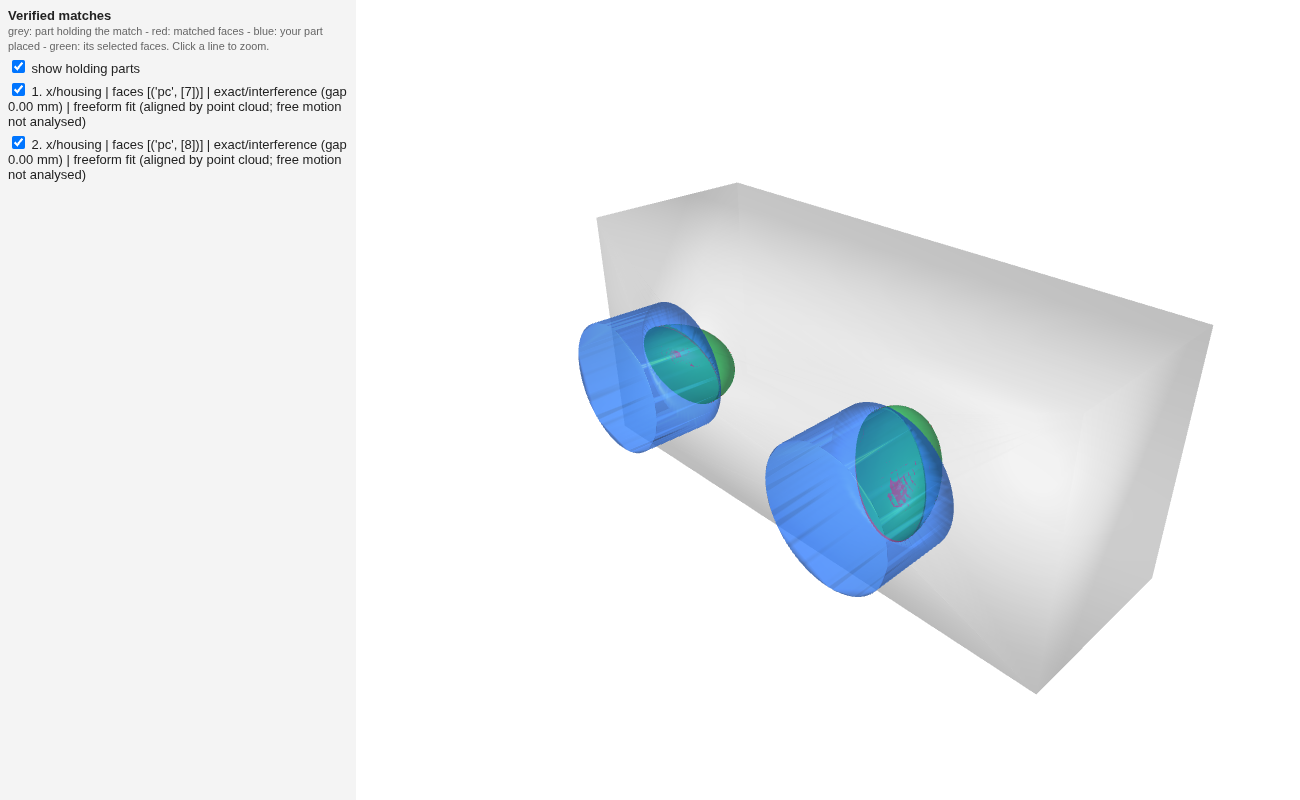 Verified matches
grey: part holding the match - red: matched faces - blue: your part
placed - green: its selected faces. Click a line to zoom.
show holding parts
1. x/housing | faces [('pc', [7])] | exact/interference (gap
0.00 mm) | freeform fit (aligned by point cloud; free motion
not analysed)
2. x/housing | faces [('pc', [8])] | exact/interference (gap
0.00 mm) | freeform fit (aligned by point cloud; free motion
not analysed)